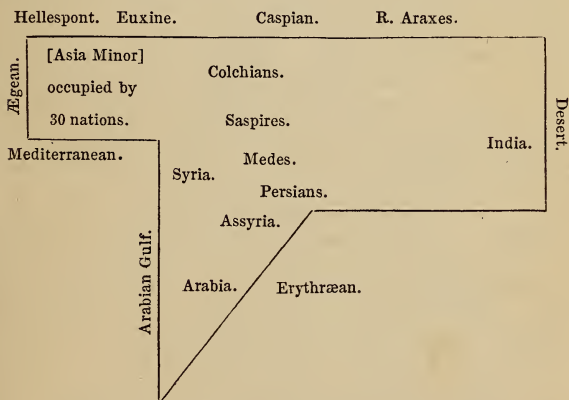 Hellespont. Euxine. Caspian. R. Araxes.
Ægean.
[Asia Minor]
occupied by
30 nations.
Colchians.
Saspires.
Desert.
India.
Mediterranean.
Medes.
Syria.
Persians.
Assyria.
Arabian Gulf.
Arabia.
Erythræan.